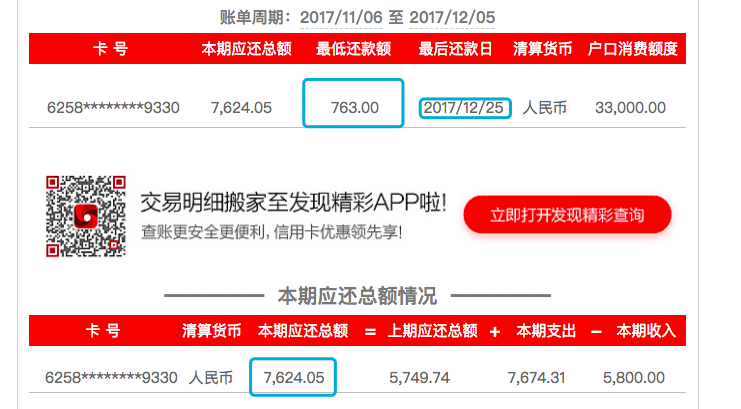 账单周期：2017/11/06 至 2017/12/05
卡 号 本期应还总额 最低还款额 最后还款日 清算货币 户口消费额度
6258********9330 7,624.05 763.00 2017/12/25 人民币 33,000.00
交易明细搬家至发现精彩APP啦！ 立即打开发现精彩查询
查账更安全更便利，信用卡优惠领先享！
本期应还总额情况
卡 号 清算货币 本期应还总额 = 上期应还总额 + 本期支出 − 本期收入
6258********9330 人民币 7,624.05 5,749.74 7,674.31 5,800.00